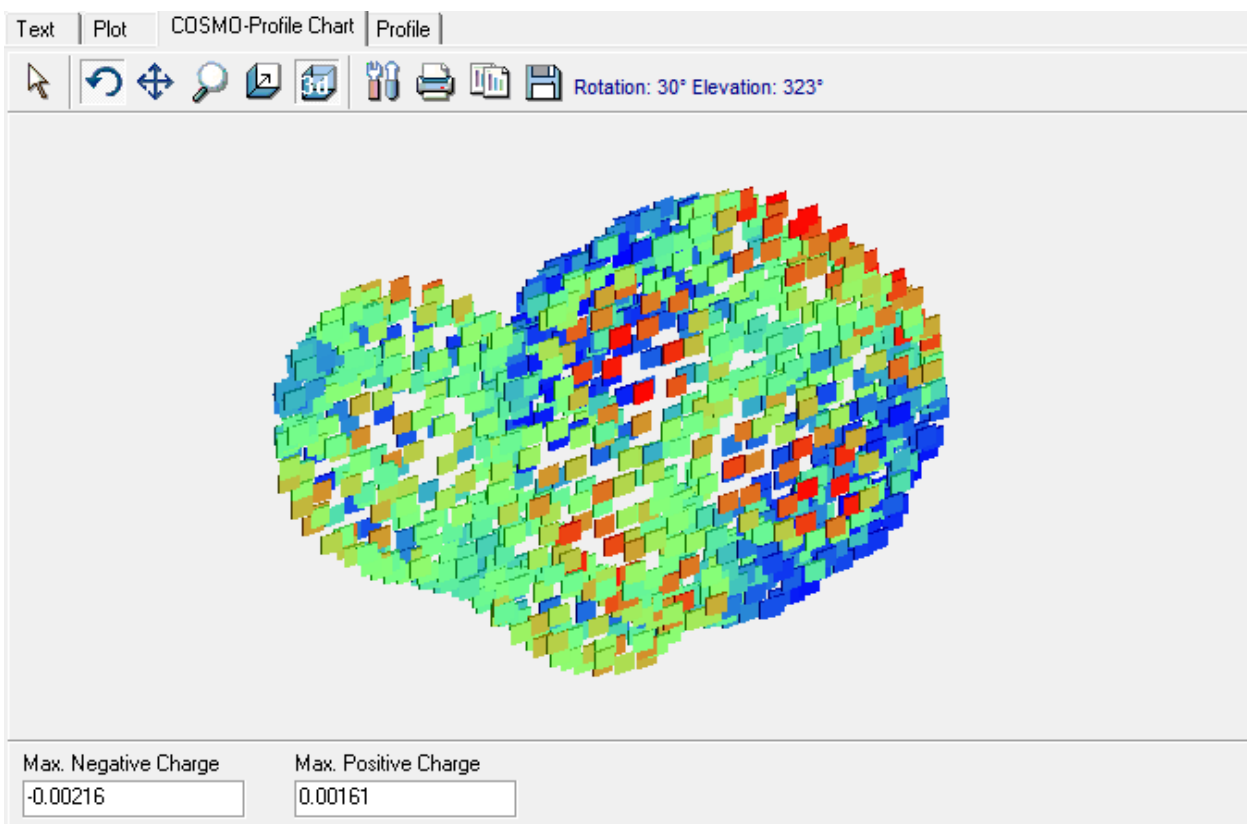 Text Plot COSMO-Profile Chart Profile
3d Rotation: 30° Elevation: 323°
Max. Negative Charge Max. Positive Charge
-0.00216 0.00161